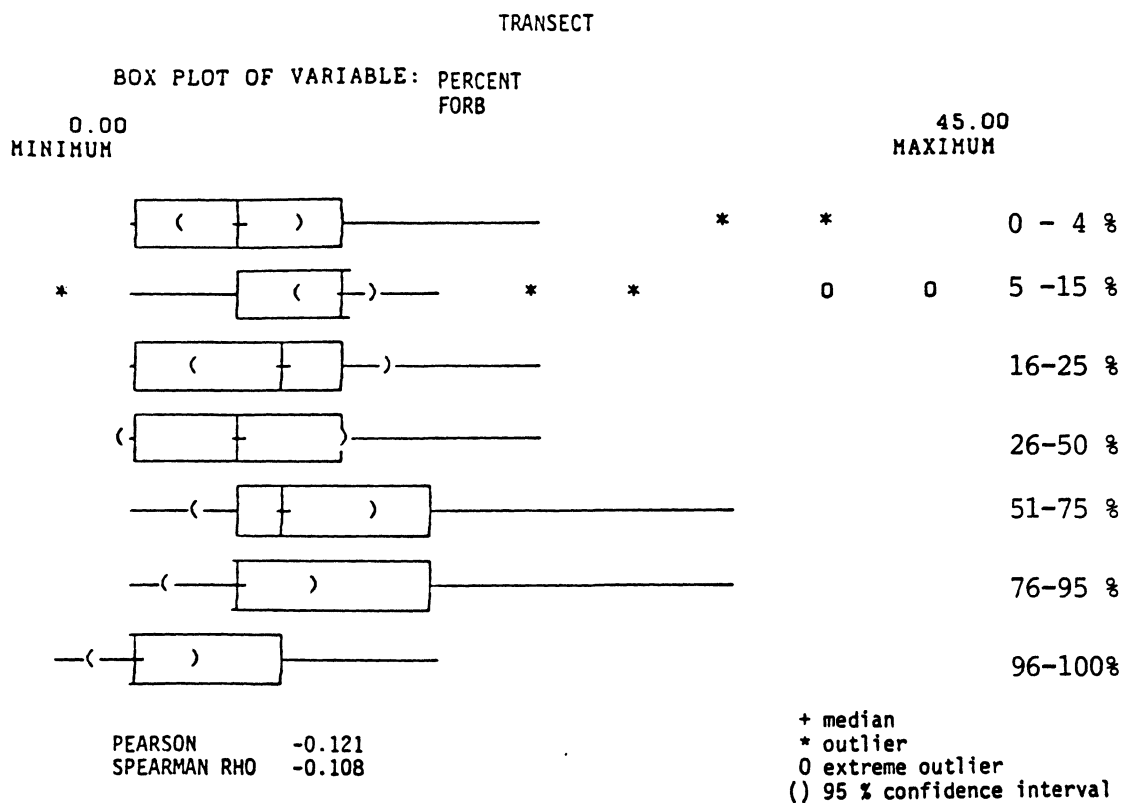 TRANSECT
BOX PLOT OF VARIABLE: PERCENT
FORB
0.00 45.00
MINIMUM MAXIMUM
( ) * * 0 - 4 %
* ( ) * * O O 5 -15 %
( ) 16-25 %
( ) 26-50 %
( ) 51-75 %
( ) 76-95 %
( ) 96-100%
PEARSON -0.121
SPEARMAN RHO -0.108
+ median
* outlier
O extreme outlier
() 95 % confidence interval